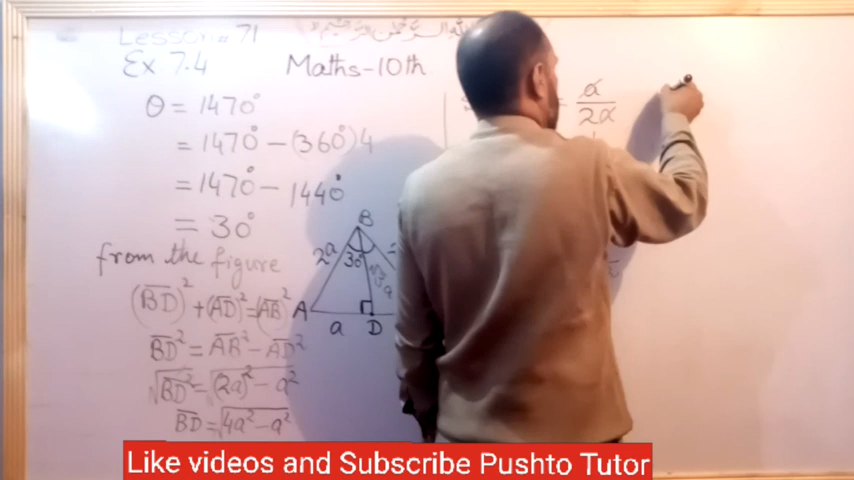 Lesson # 71
Ex 7.4
Maths-10th
θ = 1470°
= 1470° - (360°)4
= 1470° - 1440°
= 30°
from the figure
(BD)² + (AD)² = (AB)²
BD² = AB² - AD²
√BD² = √(2a)² - a²
BD = √4a² - a²
B
2a
30°
√3a
A
a
D
= a/2a
Like videos and Subscribe Pushto Tutor